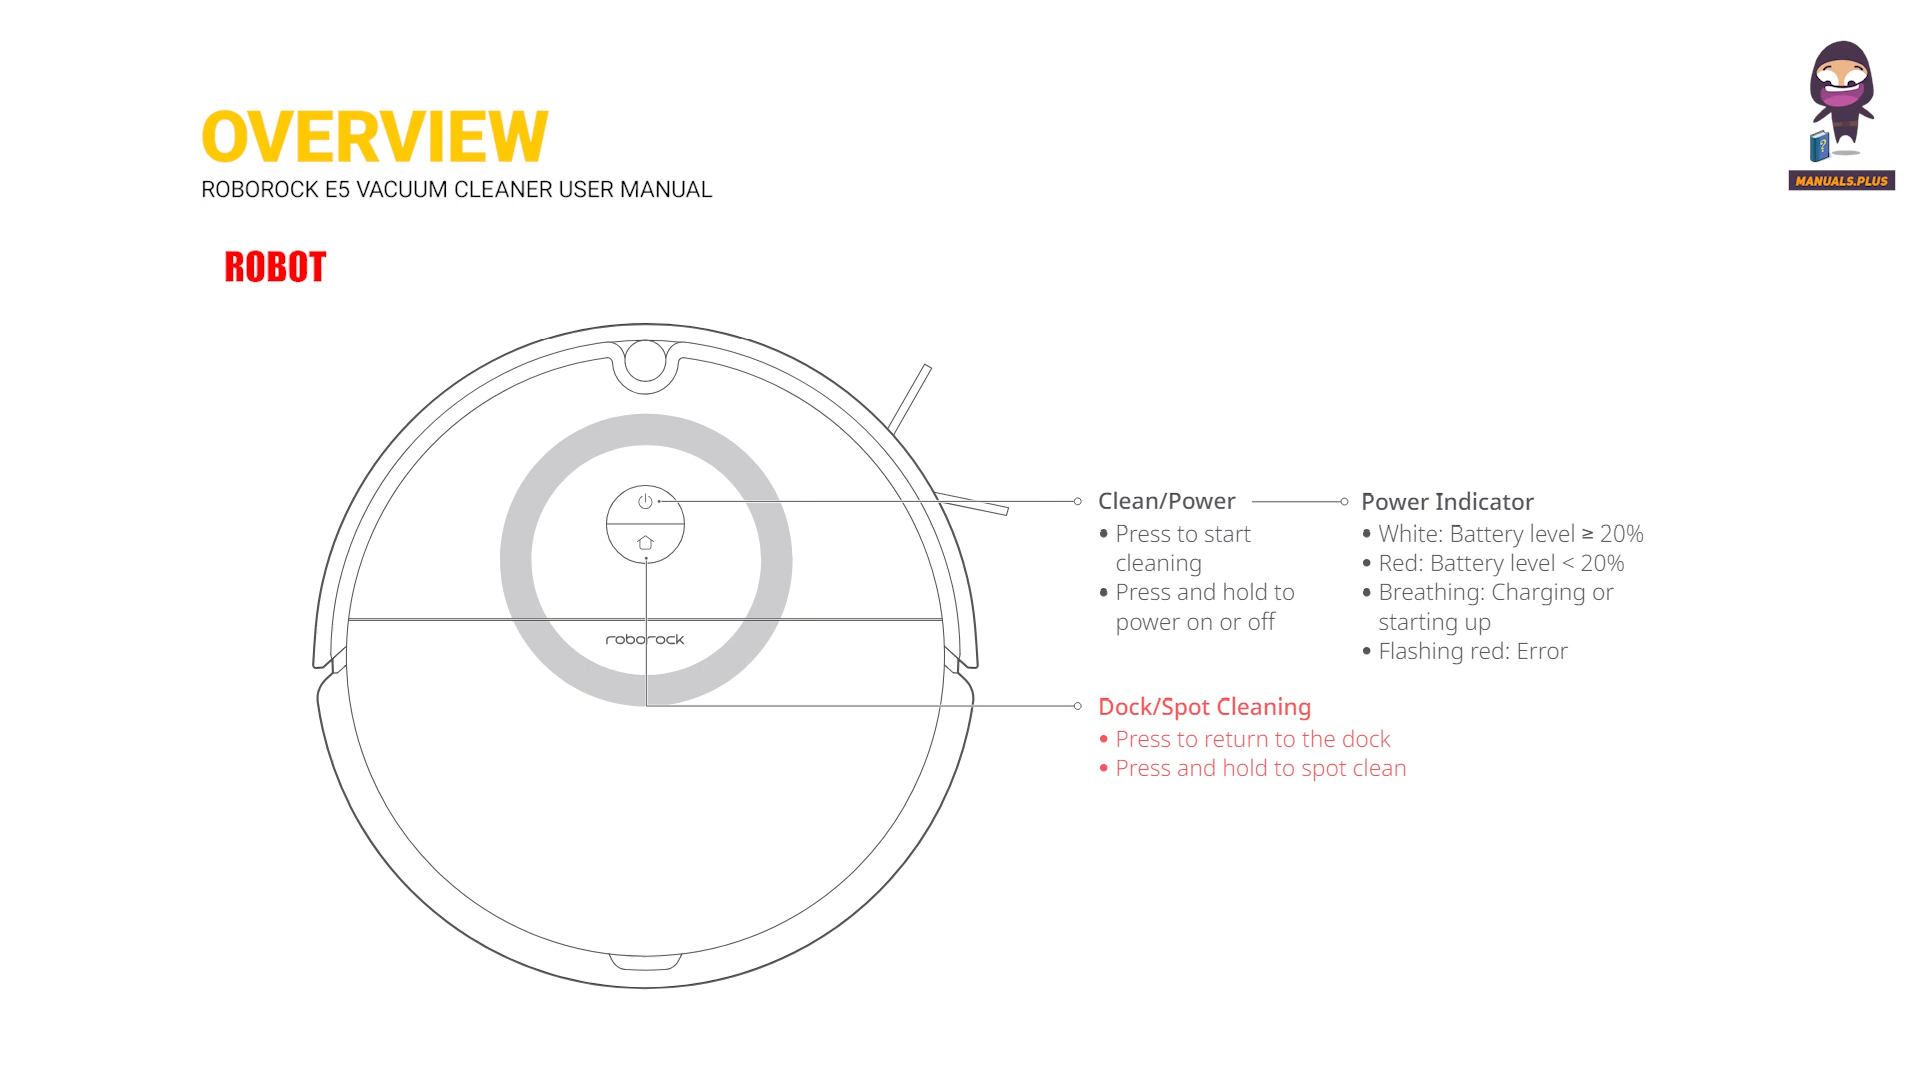 OVERVIEW
ROBOROCK E5 VACUUM CLEANER USER MANUAL
MANUALS.PLUS
ROBOT
roborock
Clean/Power
• Press to start
cleaning
• Press and hold to
power on or off
Power Indicator
• White: Battery level ≥ 20%
• Red: Battery level < 20%
• Breathing: Charging or
starting up
• Flashing red: Error
Dock/Spot Cleaning
• Press to return to the dock
• Press and hold to spot clean